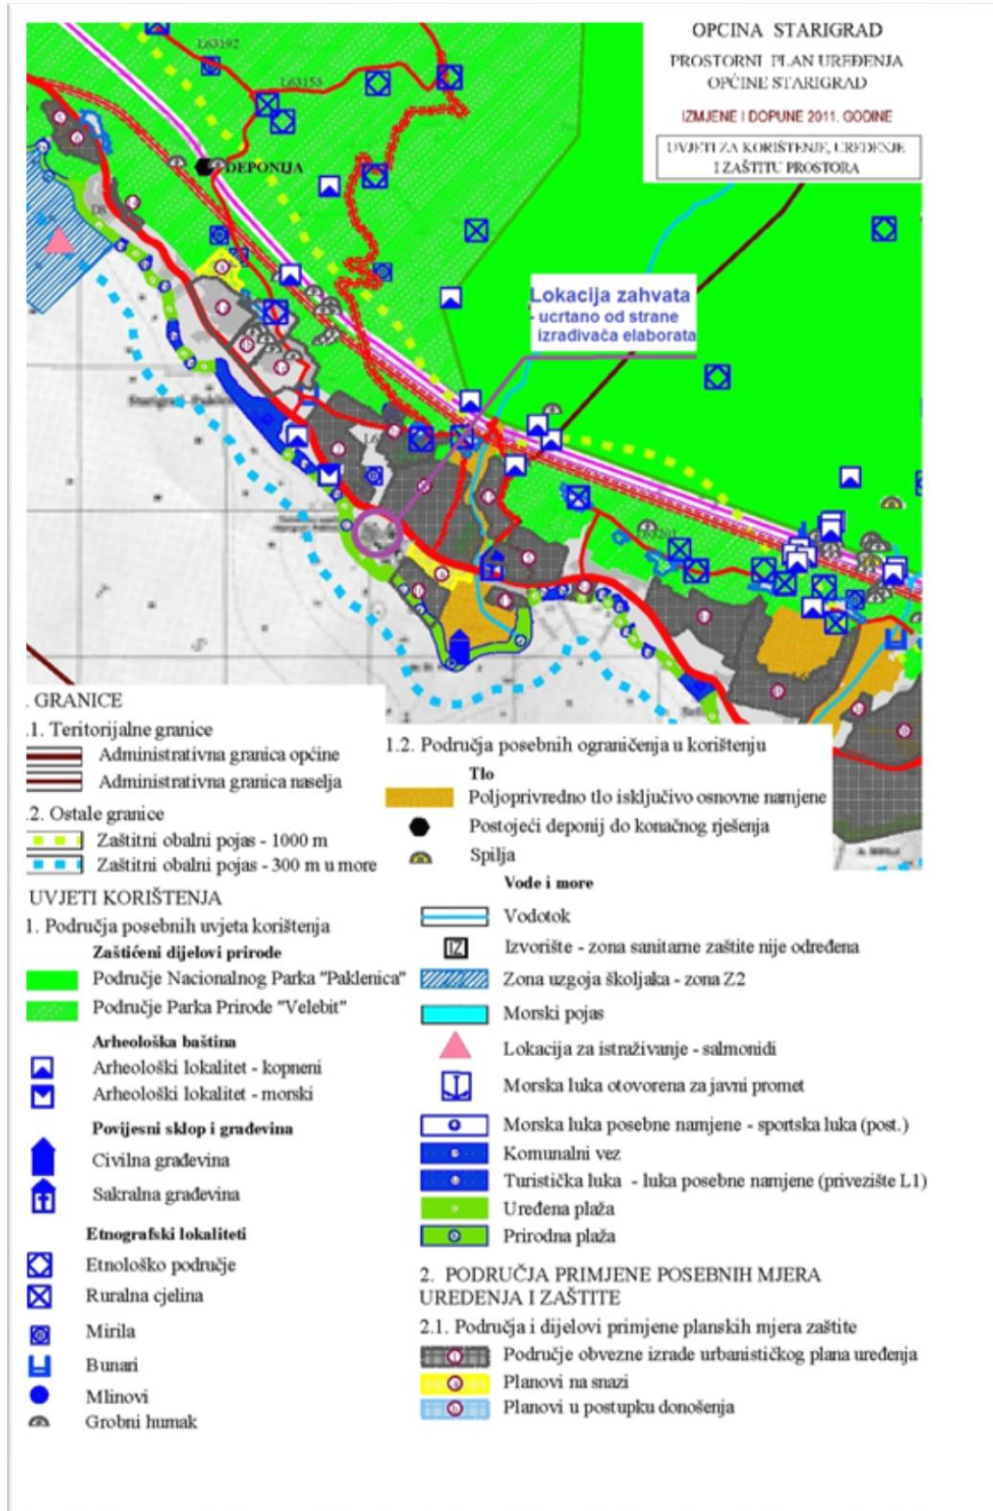 OPCINA STARIGRAD
PROSTORNI PLAN UREĐENJA
OPĆINE STARIGRAD
IZMJENE I DOPUNE 2011. GODINE
UVJETI ZA KORIŠTENJE, UREĐENJE
I ZAŠTITU PROSTORA
L63192
L63153
DEPONIJA
D8
Lokacija zahvata
- ucrtano od strane
izrađivača elaborata
Starigrad - Paklen
L63201
. GRANICE
.1. Teritorijalne granice
Administrativna granica općine
Administrativna granica naselja
.2. Ostale granice
Zaštitni obalni pojas - 1000 m
Zaštitni obalni pojas - 300 m u more
UVJETI KORIŠTENJA
1. Područja posebnih uvjeta korištenja
Zaštićeni dijelovi prirode
Područje Nacionalnog Parka "Paklenica"
Područje Parka Prirode "Velebit"
Arheološka baština
Arheološki lokalitet - kopneni
Arheološki lokalitet - morski
Povijesni sklop i građevina
Civilna građevina
Sakralna građevina
Etnografski lokaliteti
Etnološko područje
Ruralna cjelina
Mirila
Bunari
Mlinovi
Grobni humak
1.2. Područja posebnih ograničenja u korištenju
Tlo
Poljoprivredno tlo isključivo osnovne namjene
Postojeći deponij do konačnog rješenja
Spilja
Vode i more
Vodotok
IZ Izvorište - zona sanitarne zaštite nije određena
Zona uzgoja školjaka - zona Z2
Morski pojas
Lokacija za istraživanje - salmonidi
Morska luka otovorena za javni promet
Morska luka posebne namjene - sportska luka (post.)
Komunalni vez
Turistička luka - luka posebne namjene (privezište L1)
Uređena plaža
Prirodna plaža
2. PODRUČJA PRIMJENE POSEBNIH MJERA
UREĐENJA I ZAŠTITE
2.1. Područja i dijelovi primjene planskih mjera zaštite
Područje obvezne izrade urbanističkog plana uređenja
Planovi na snazi
Planovi u postupku donošenja